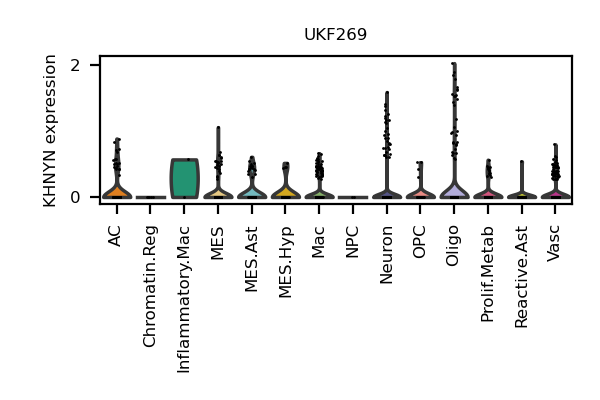 UKF269
KHNYN expression
2
0
AC
Chromatin.Reg
Inflammatory.Mac
MES
MES.Ast
MES.Hyp
Mac
NPC
Neuron
OPC
Oligo
Prolif.Metab
Reactive.Ast
Vasc